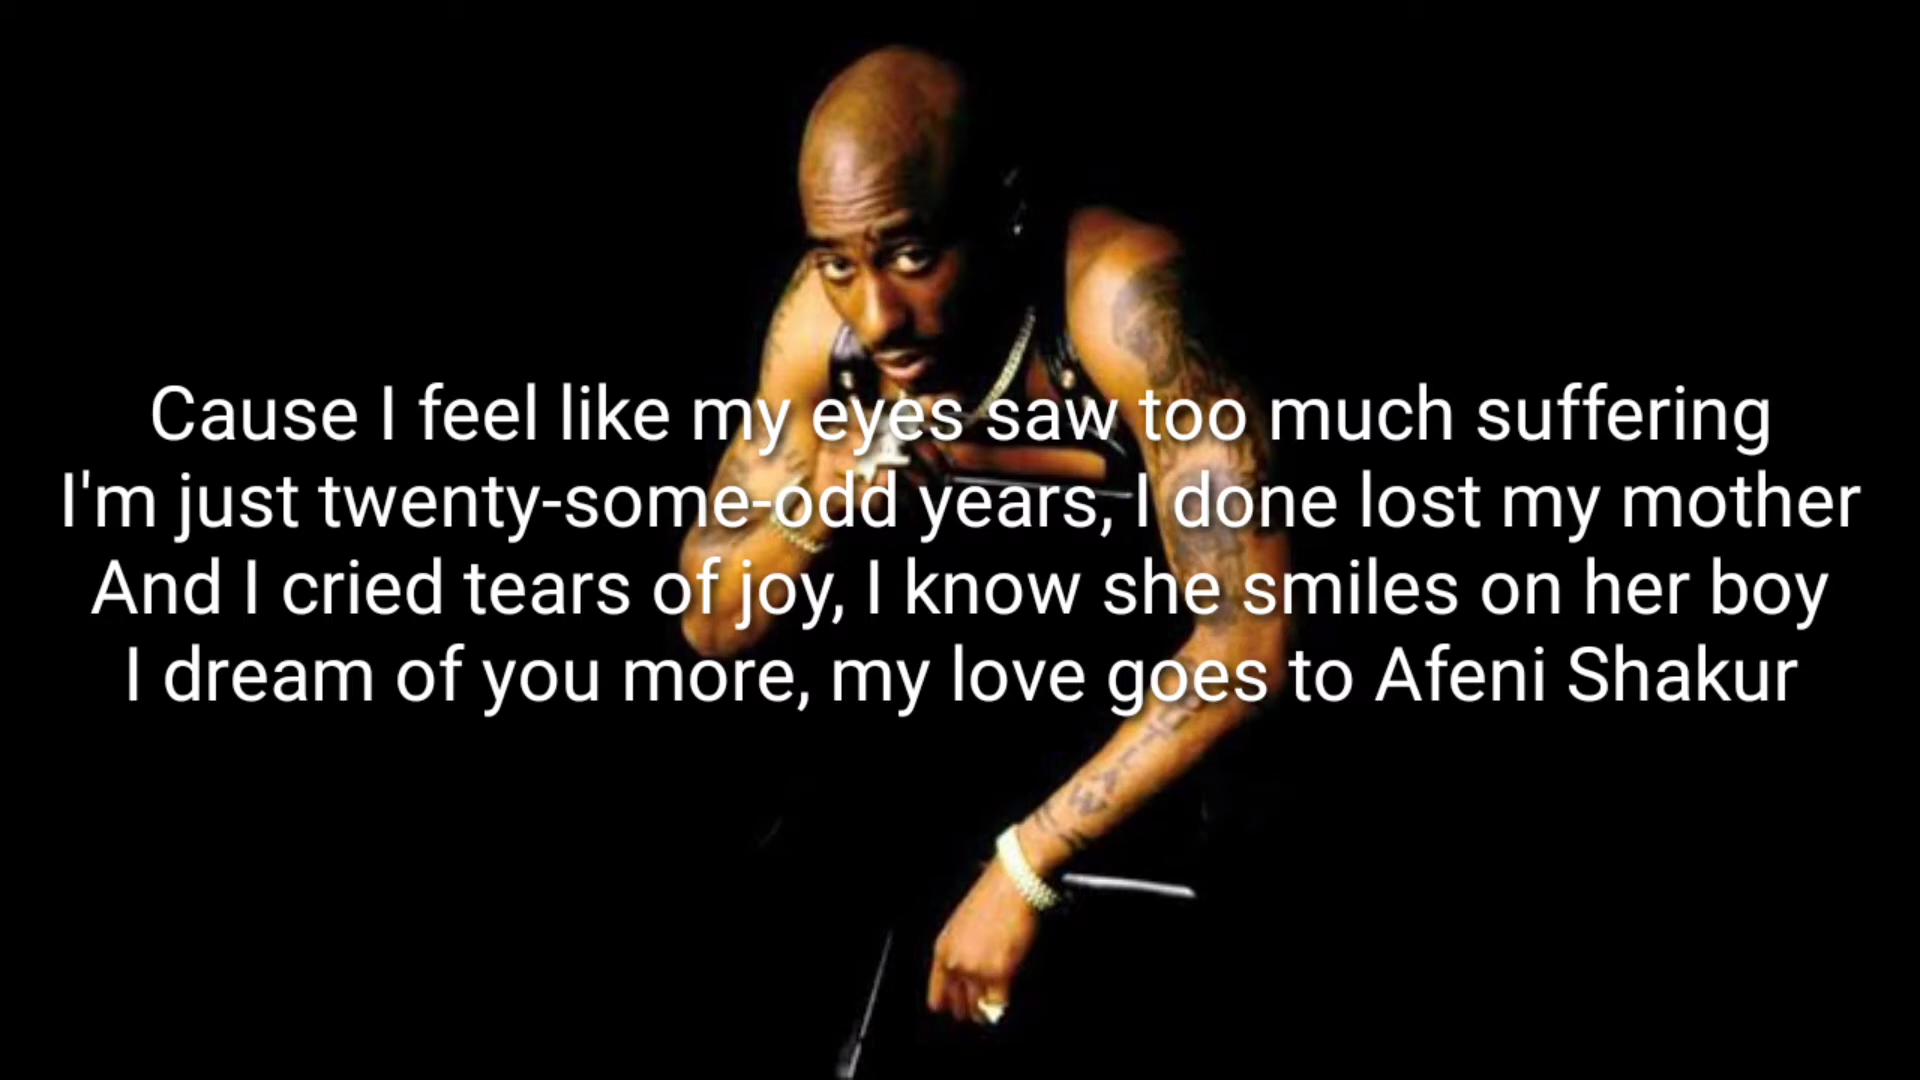 Cause I feel like my eyes saw too much suffering
I'm just twenty-some-odd years, I done lost my mother
And I cried tears of joy, I know she smiles on her boy
I dream of you more, my love goes to Afeni Shakur